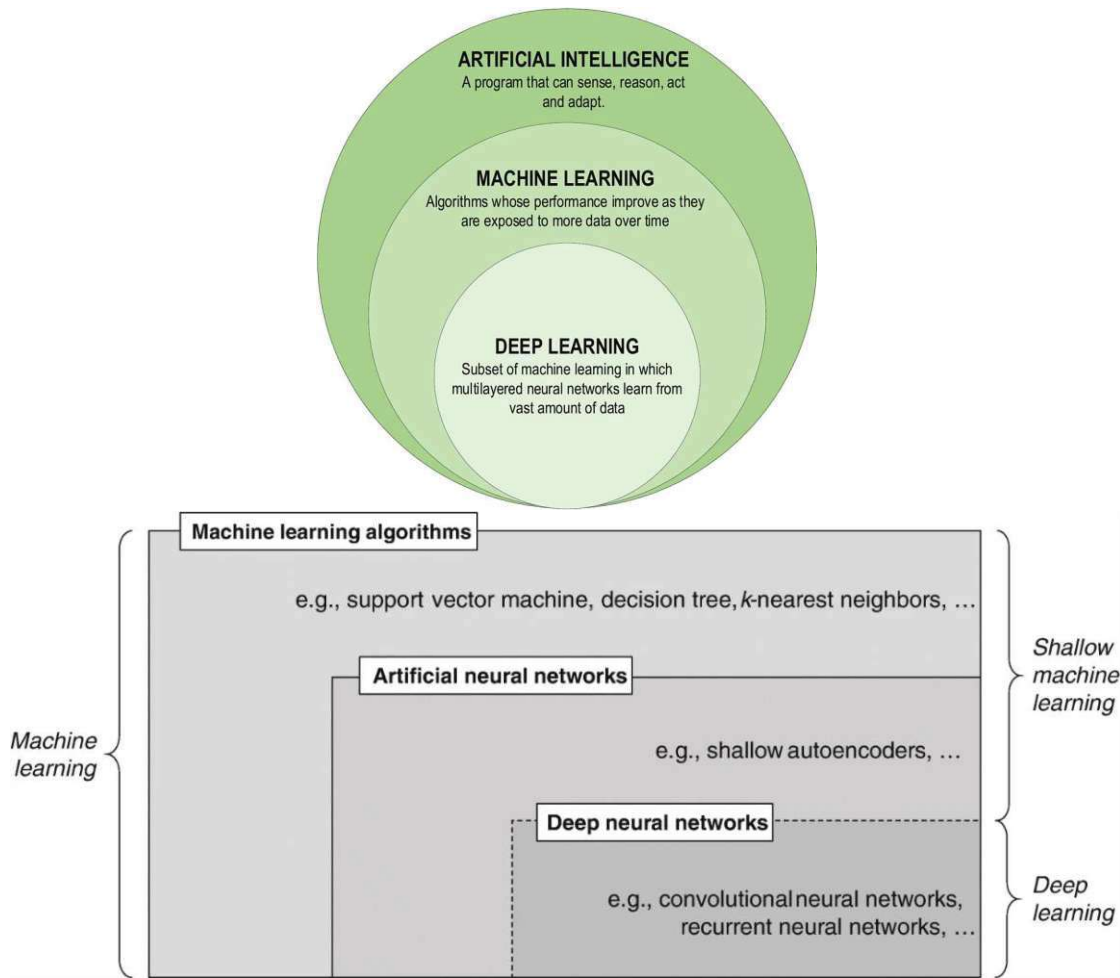 ARTIFICIAL INTELLIGENCE
A program that can sense, reason, act
and adapt.
MACHINE LEARNING
Algorithms whose performance improve as they
are exposed to more data over time
DEEP LEARNING
Subset of machine learning in which
multilayered neural networks learn from
vast amount of data
Machine learning algorithms
e.g., support vector machine, decision tree, k-nearest neighbors, …
Artificial neural networks
e.g., shallow autoencoders, …
Deep neural networks
e.g., convolutional neural networks,
recurrent neural networks, …
Machine
learning
Shallow
machine
learning
Deep
learning